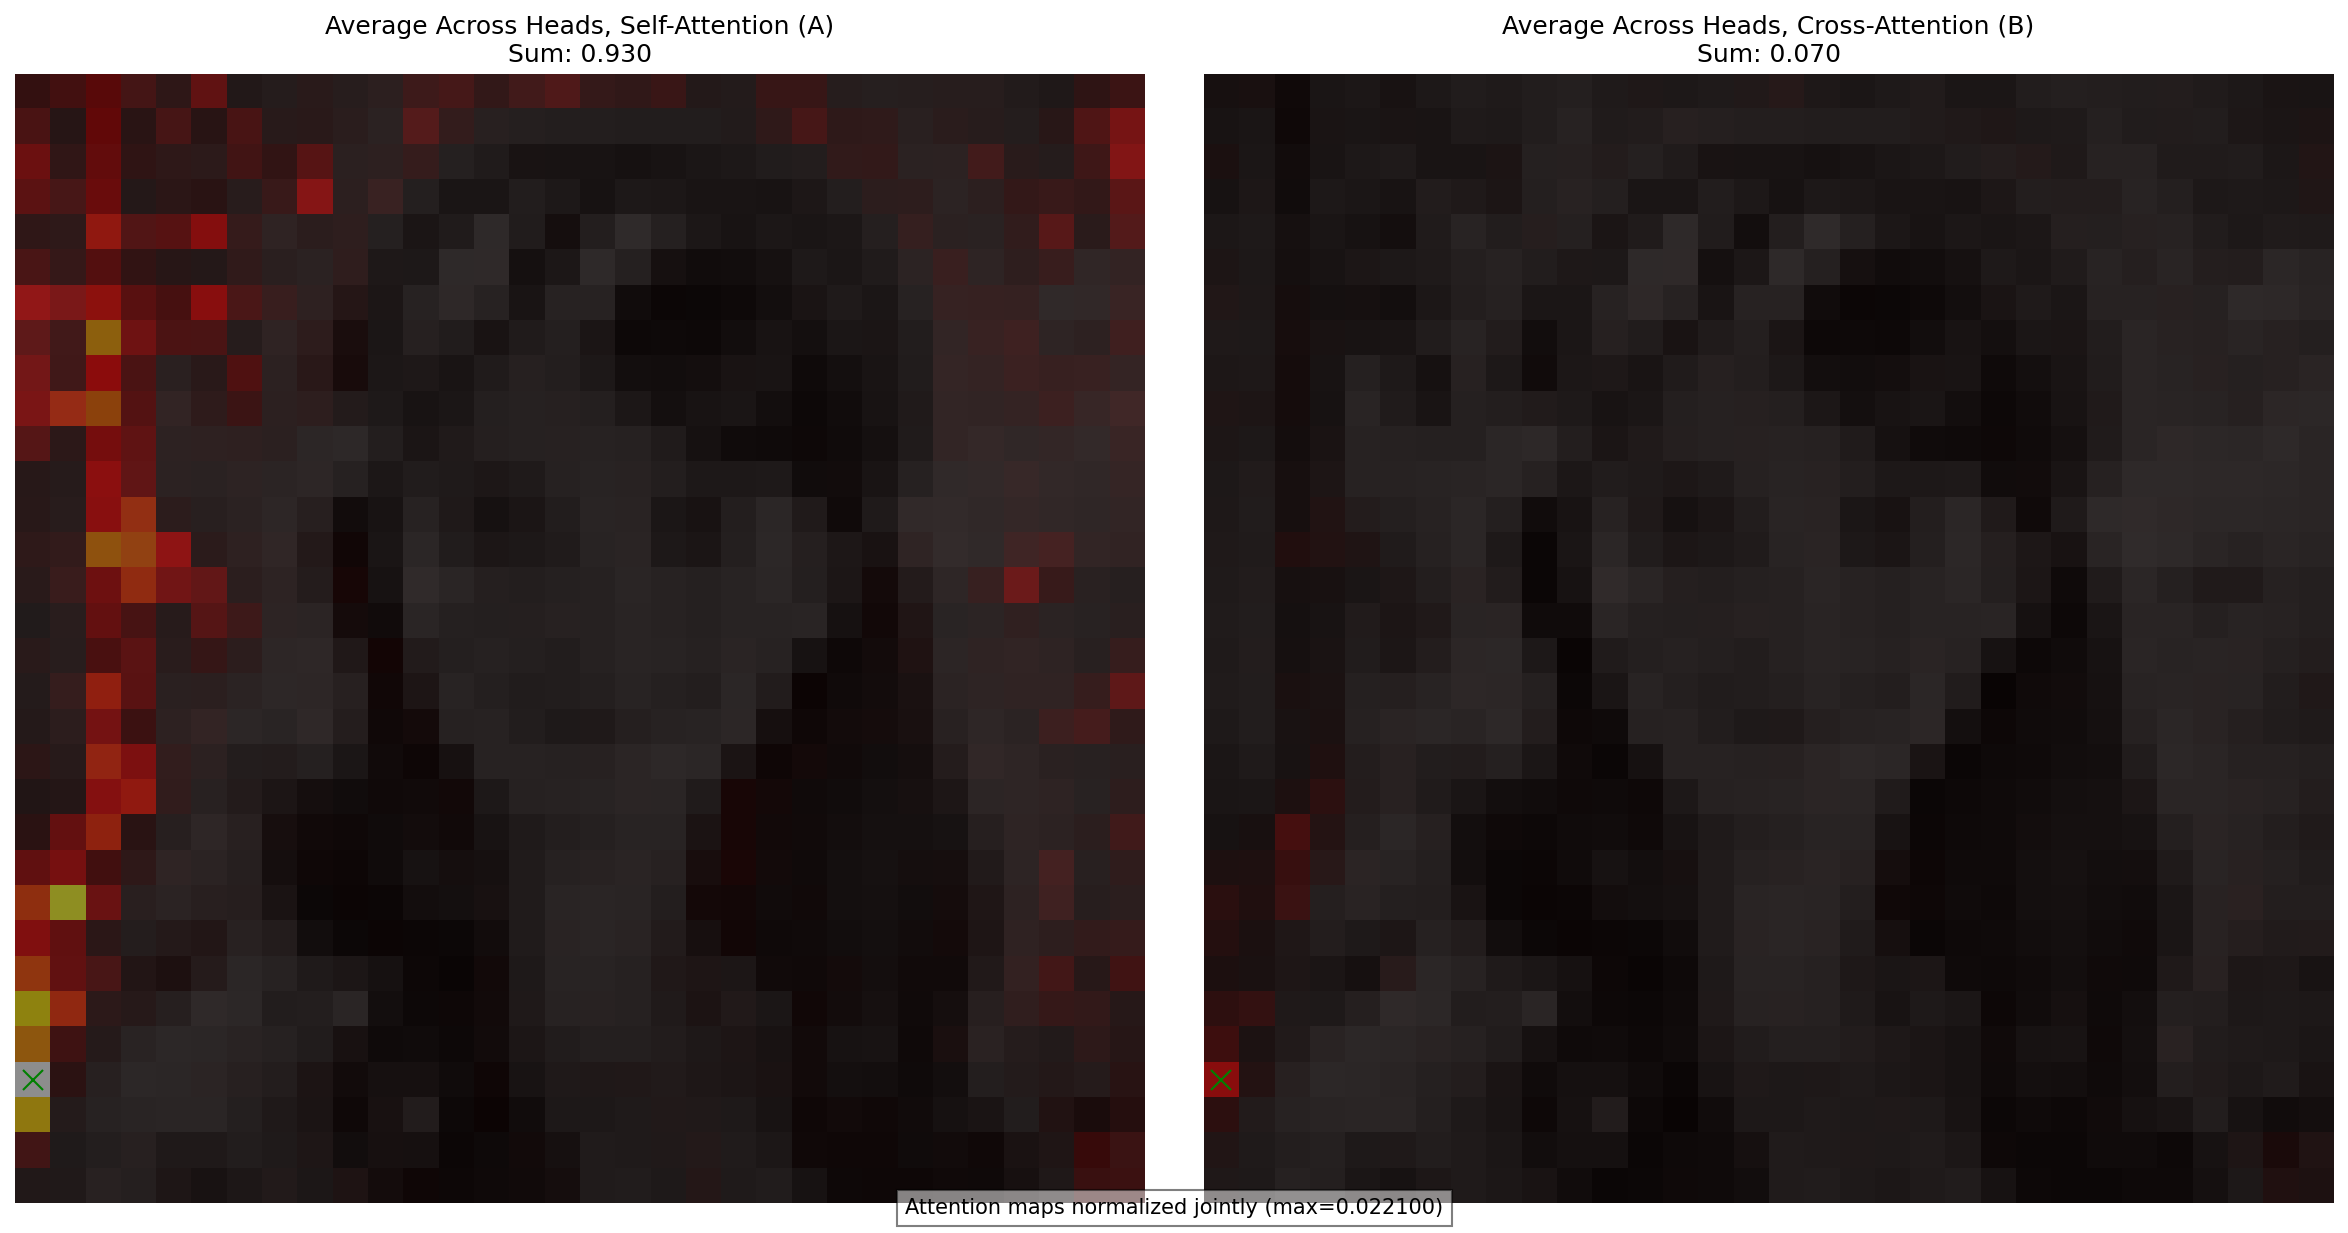 Average Across Heads, Self-Attention (A)
Sum: 0.930
Average Across Heads, Cross-Attention (B)
Sum: 0.070
Attention maps normalized jointly (max=0.022100)